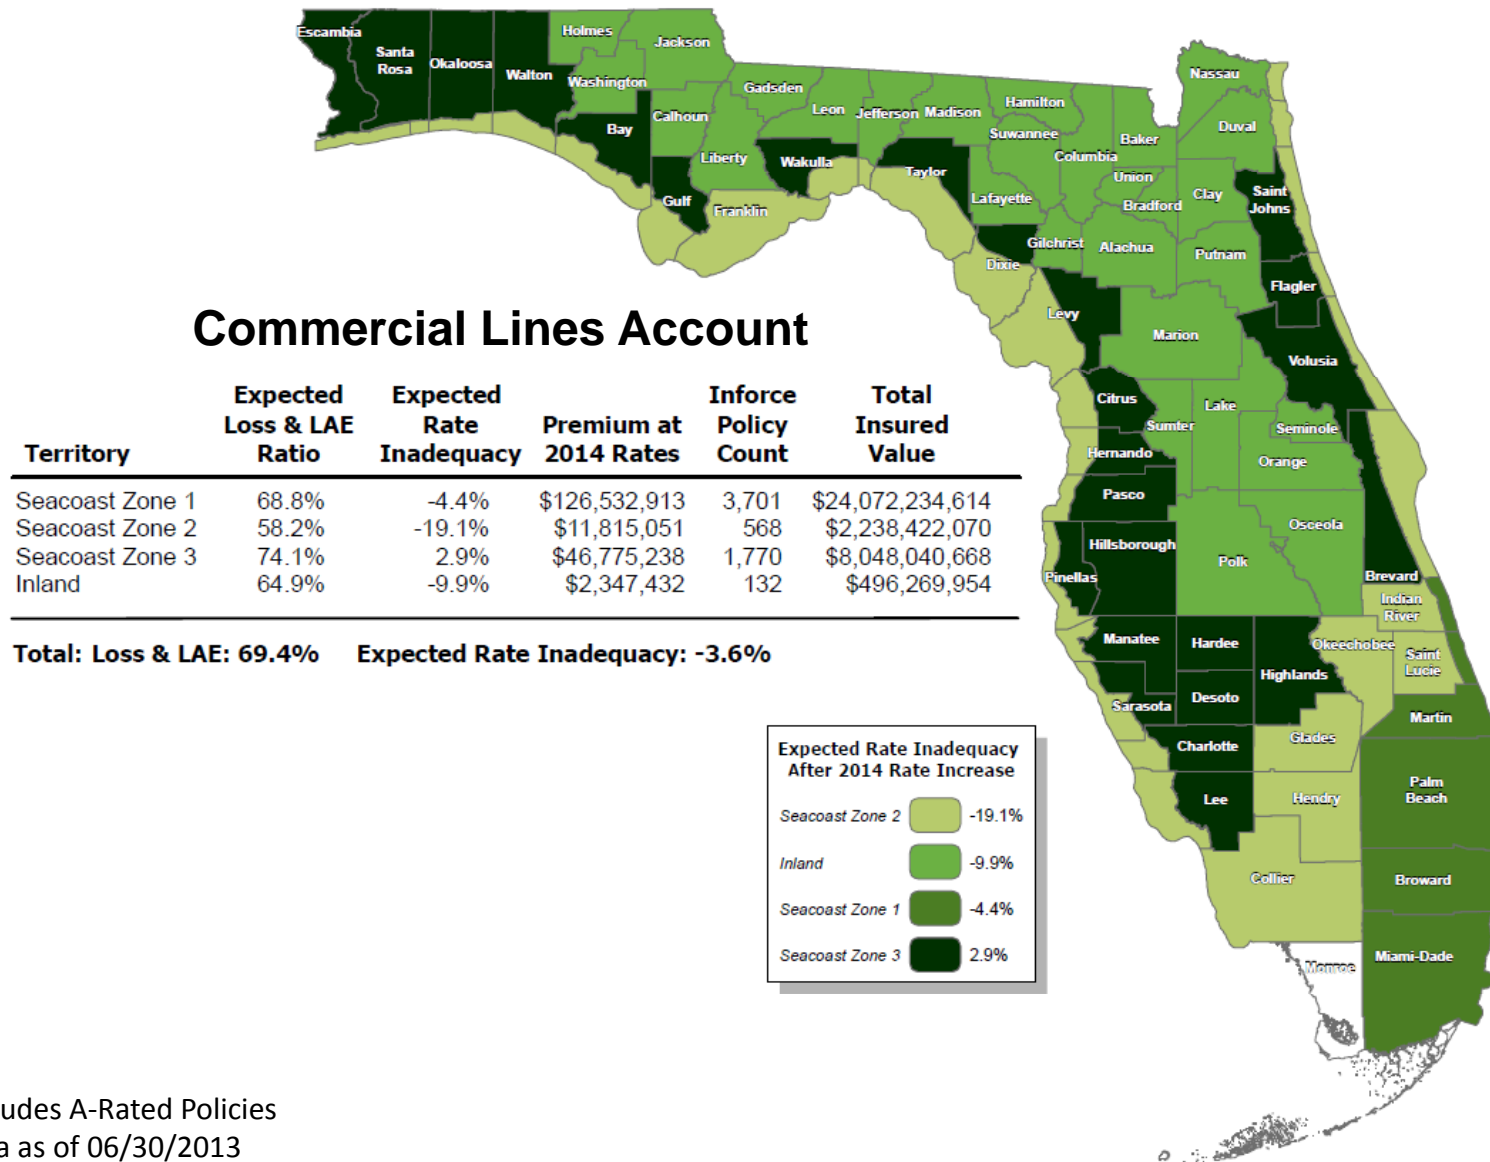 Escambia
Santa
Rosa
Okaloosa
Walton
Holmes
Jackson
Washington
Bay
Calhoun
Gulf
Liberty
Franklin
Gadsden
Leon
Wakulla
Jefferson
Madison
Taylor
Hamilton
Suwannee
Columbia
Lafayette
Dixie
Gilchrist
Baker
Union
Bradford
Alachua
Nassau
Duval
Clay
Saint
Johns
Putnam
Flagler
Levy
Marion
Volusia
Citrus
Sumter
Lake
Seminole
Hernando
Orange
Pasco
Osceola
Hillsborough
Polk
Pinellas
Brevard
Indian
River
Manatee
Hardee
Highlands
Okeechobee
Saint
Lucie
Sarasota
Desoto
Martin
Charlotte
Glades
Lee
Hendry
Palm
Beach
Collier
Broward
Monroe
Miami-Dade
Commercial Lines Account
Territory Expected Loss & LAE Ratio Expected Rate Inadequacy Premium at 2014 Rates Inforce Policy Count Total Insured Value
Seacoast Zone 1 68.8% -4.4% $126,532,913 3,701 $24,072,234,614
Seacoast Zone 2 58.2% -19.1% $11,815,051 568 $2,238,422,070
Seacoast Zone 3 74.1% 2.9% $46,775,238 1,770 $8,048,040,668
Inland 64.9% -9.9% $2,347,432 132 $496,269,954
Total: Loss & LAE: 69.4% Expected Rate Inadequacy: -3.6%
Expected Rate Inadequacy
After 2014 Rate Increase
Seacoast Zone 2 -19.1%
Inland -9.9%
Seacoast Zone 1 -4.4%
Seacoast Zone 3 2.9%
udes A-Rated Policies
a as of 06/30/2013